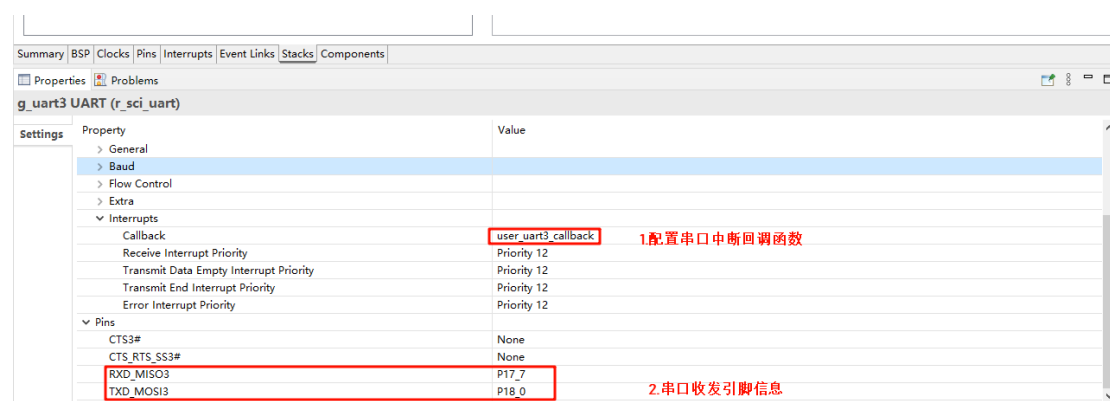 Summary BSP Clocks Pins Interrupts Event Links Stacks Components
Properties Problems
g_uart3 UART (r_sci_uart)
Settings Property Value
General
Baud
Flow Control
Extra
Interrupts
Callback user_uart3_callback 1.配置串口中断回调函数
Receive Interrupt Priority Priority 12
Transmit Data Empty Interrupt Priority Priority 12
Transmit End Interrupt Priority Priority 12
Error Interrupt Priority Priority 12
Pins
CTS3# None
CTS_RTS_SS3# None
RXD_MISO3 P17_7
TXD_MOSI3 P18_0 2.串口收发引脚信息